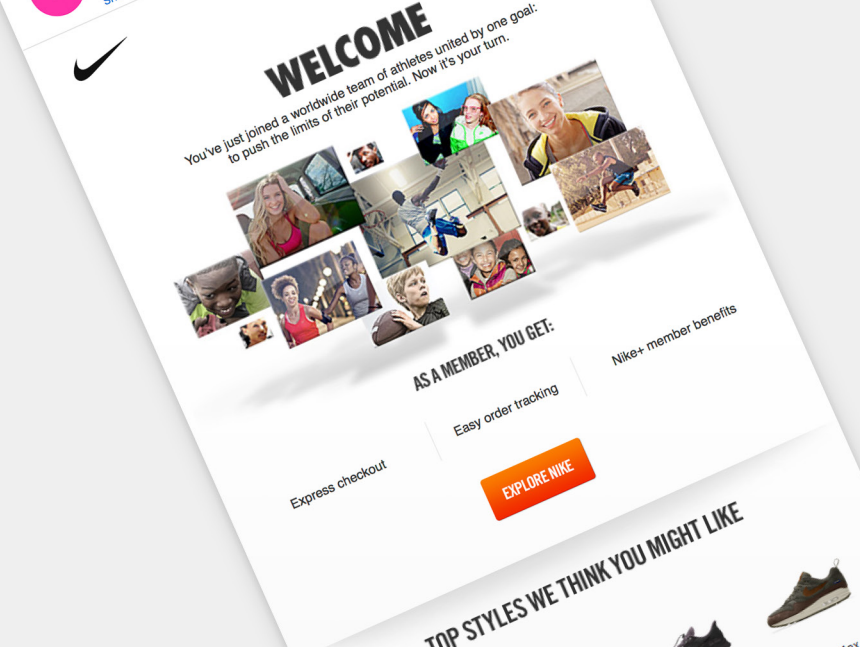 WELCOME
You've just joined a worldwide team of athletes united by one goal:
to push the limits of their potential. Now it's your turn.
AS A MEMBER, YOU GET:
Express checkout
Easy order tracking
Nike+ member benefits
EXPLORE NIKE
TOP STYLES WE THINK YOU MIGHT LIKE